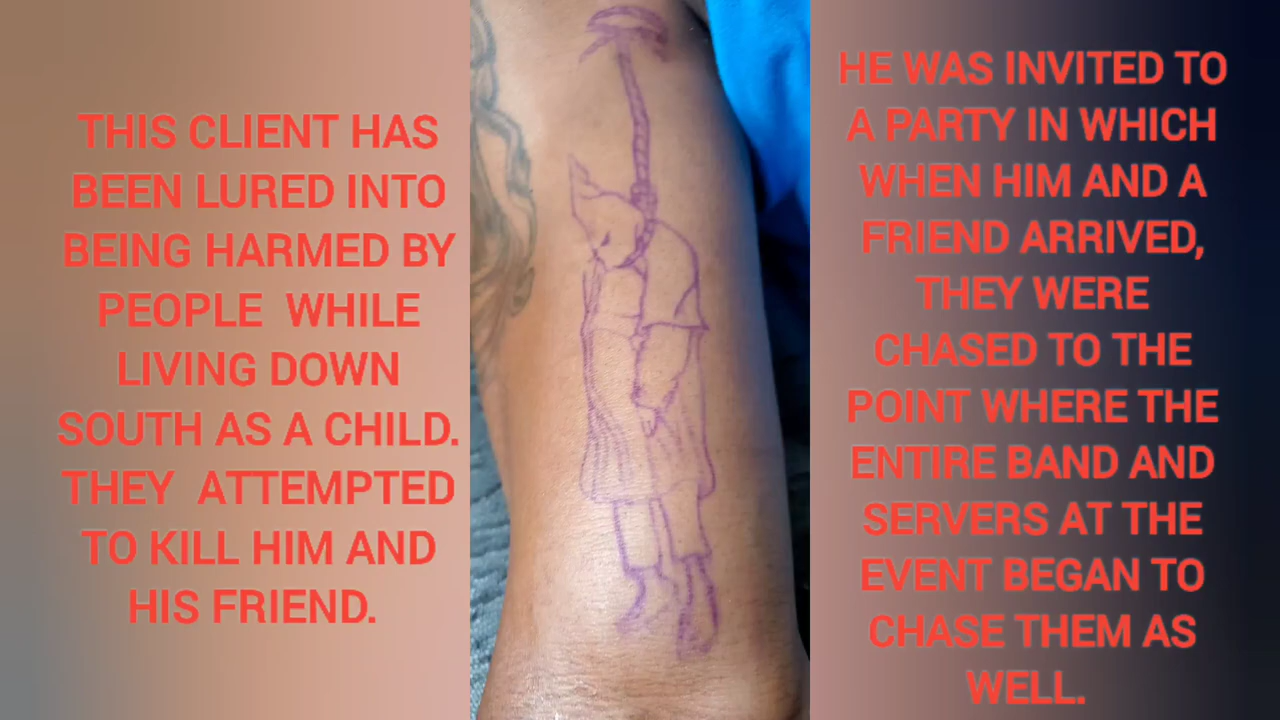 THIS CLIENT HAS
BEEN LURED INTO
BEING HARMED BY
PEOPLE WHILE
LIVING DOWN
SOUTH AS A CHILD.
THEY ATTEMPTED
TO KILL HIM AND
HIS FRIEND.
HE WAS INVITED TO
A PARTY IN WHICH
WHEN HIM AND A
FRIEND ARRIVED,
THEY WERE
CHASED TO THE
POINT WHERE THE
ENTIRE BAND AND
SERVERS AT THE
EVENT BEGAN TO
CHASE THEM AS
WELL.